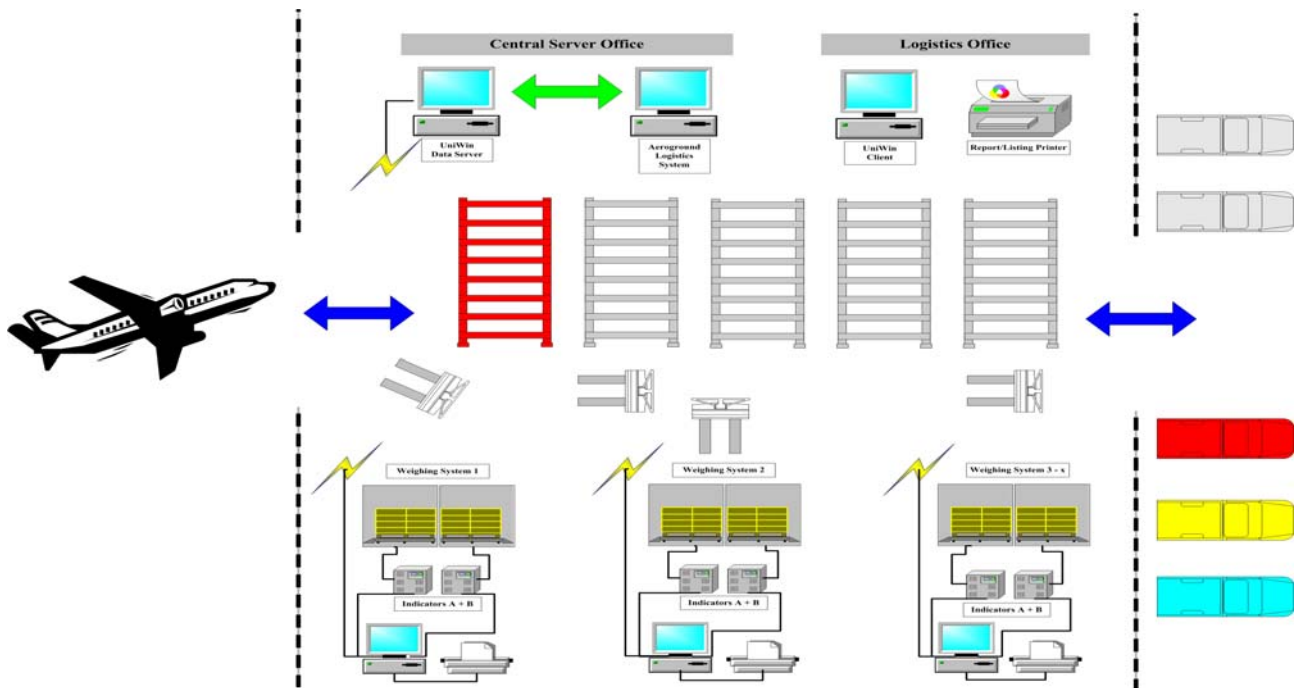 Central Server Office
Logistics Office
UniWin
Data Server
Aeroground
Logistics
System
UniWin
Client
Report/Listing Printer
Weighing System 1
Weighing System 2
Weighing System 3 - x
Indicators A + B
Indicators A + B
Indicators A + B